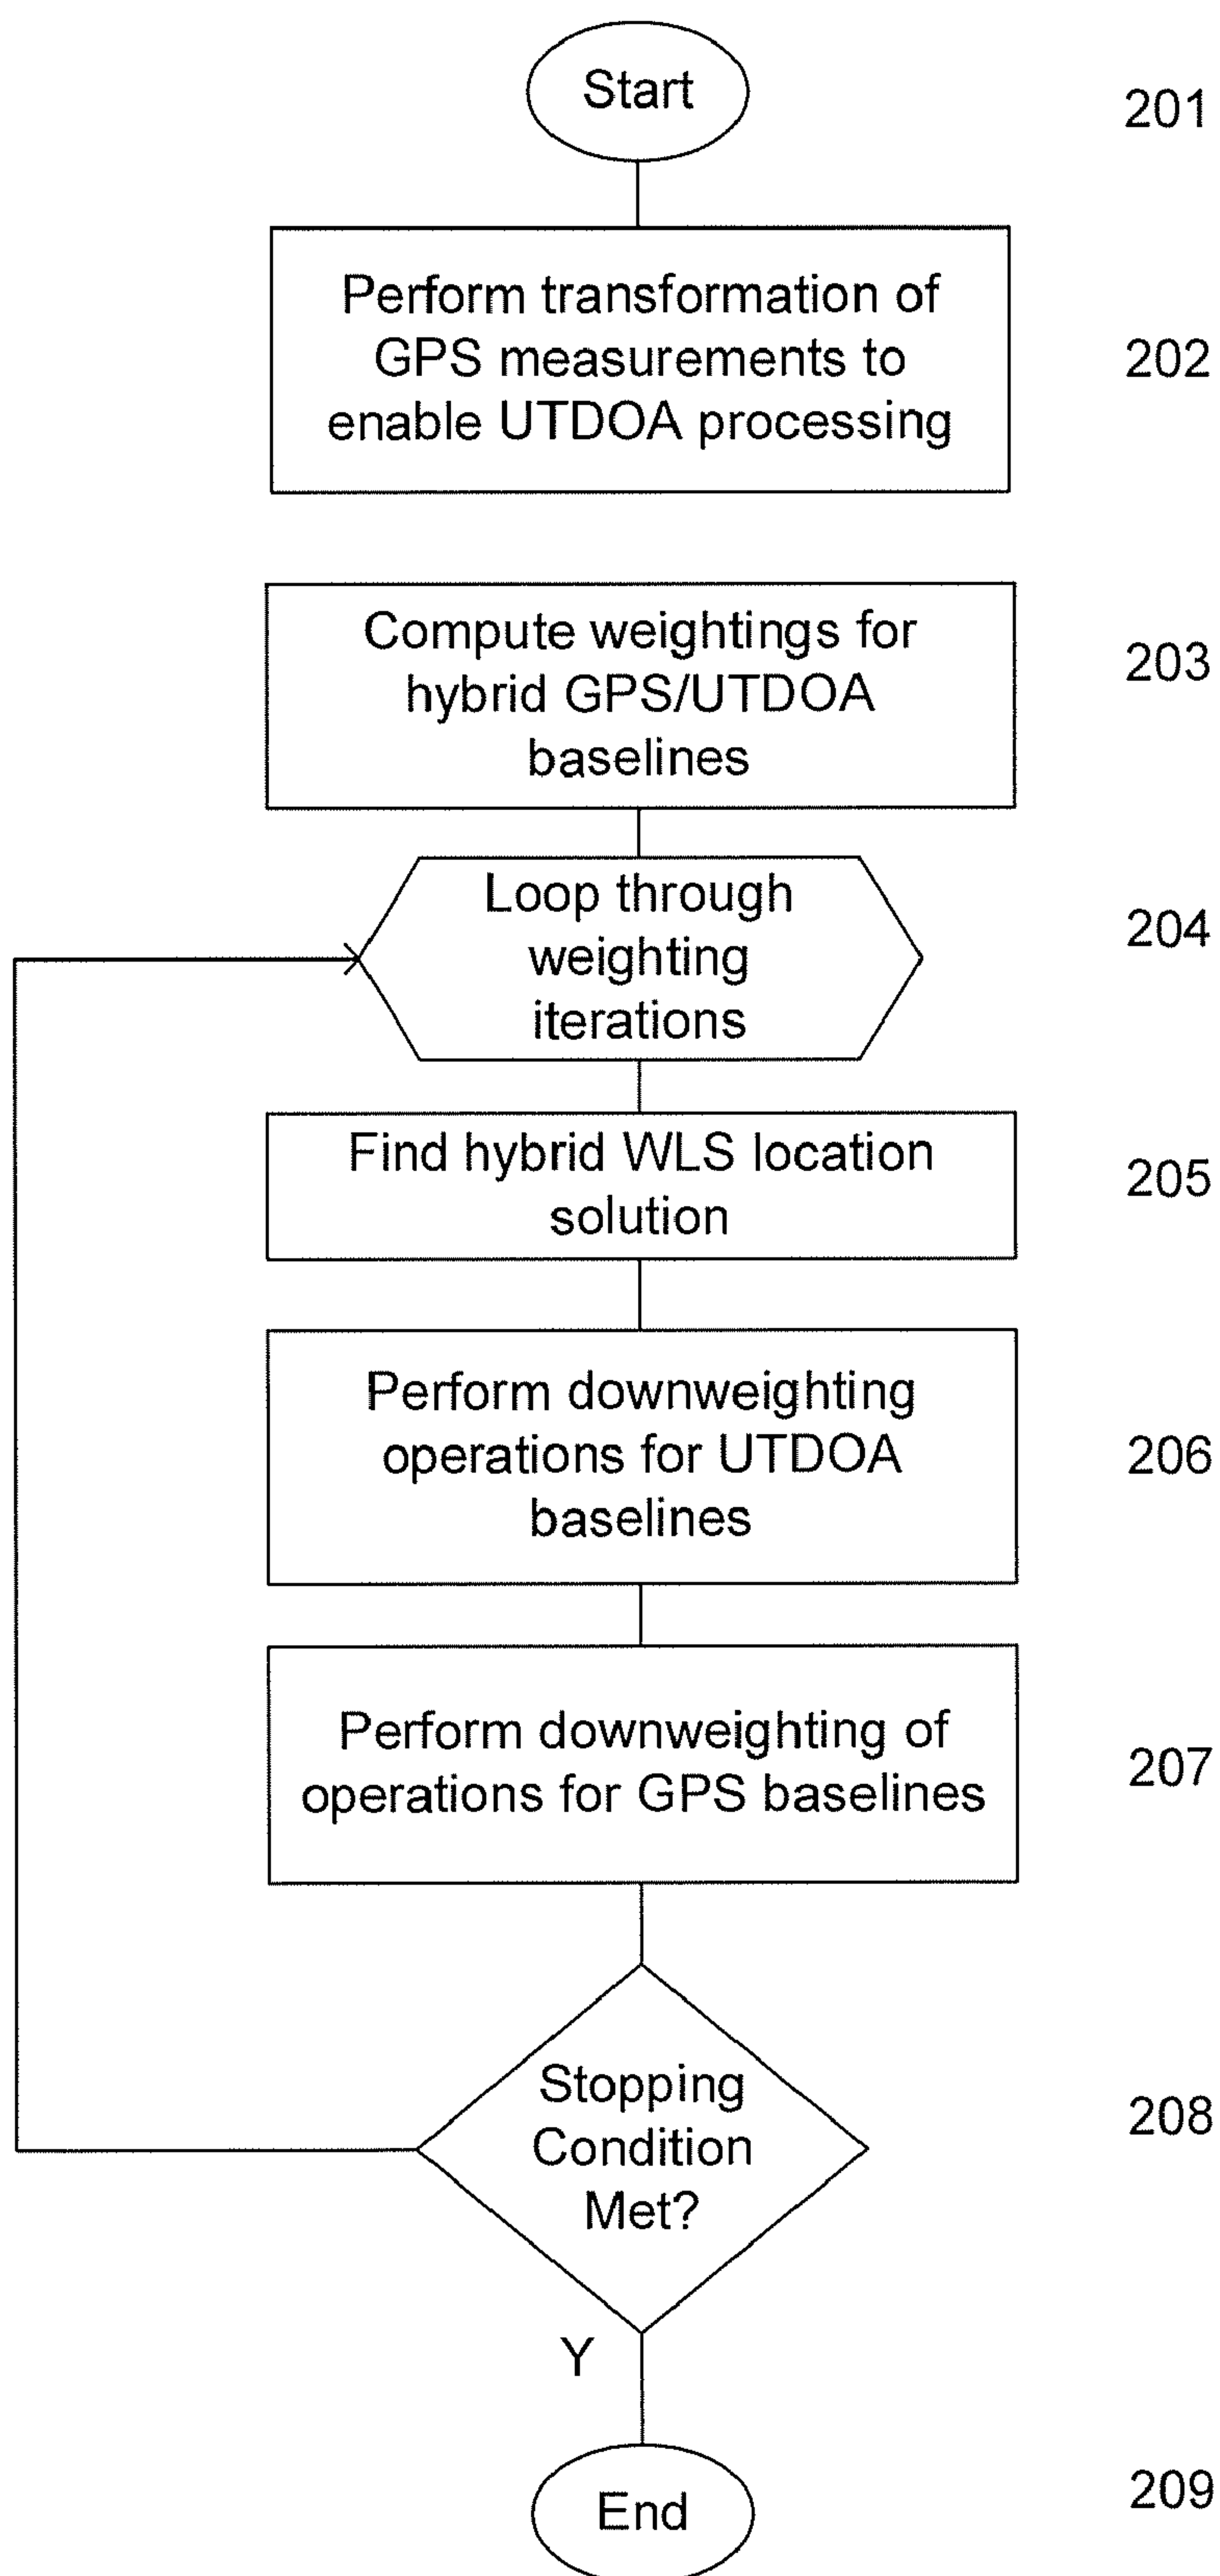 Start
201
Perform transformation of
GPS measurements to
enable UTDOA processing
202
Compute weightings for
hybrid GPS/UTDOA
baselines
203
Loop through
weighting
iterations
204
Find hybrid WLS location
solution
205
Perform downweighting
operations for UTDOA
baselines
206
Perform downweighting of
operations for GPS baselines
207
Stopping
Condition
Met?
208
Y
End
209